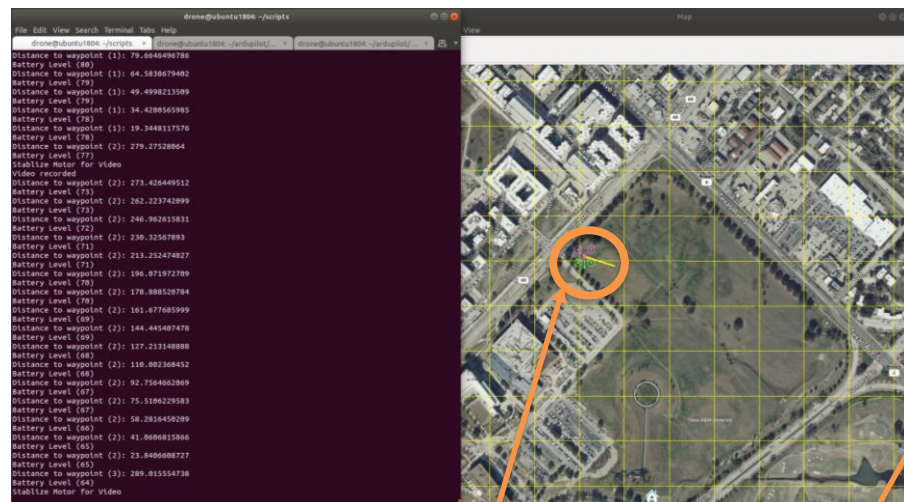 drone@ubuntu1804: ~/scripts
File Edit View Search Terminal Tabs Help
drone@ubuntu1804: ~/scripts × drone@ubuntu1804: ~/ardupilot/... × drone@ubuntu1804: ~/ardupilot/... ×
Distance to waypoint (1): 79.6646496786
Battery Level (80)
Distance to waypoint (1): 64.5830679402
Battery Level (79)
Distance to waypoint (1): 49.4998213509
Battery Level (79)
Distance to waypoint (1): 34.4280565985
Battery Level (78)
Distance to waypoint (1): 19.3448117576
Battery Level (78)
Distance to waypoint (2): 279.27528064
Battery Level (77)
Stablize Motor for Video
Video recorded
Distance to waypoint (2): 273.426449512
Battery Level (73)
Distance to waypoint (2): 262.223742099
Battery Level (73)
Distance to waypoint (2): 246.962615831
Battery Level (72)
Distance to waypoint (2): 230.32567893
Battery Level (71)
Distance to waypoint (2): 213.252474027
Battery Level (71)
Distance to waypoint (2): 196.071972709
Battery Level (70)
Distance to waypoint (2): 178.888520784
Battery Level (70)
Distance to waypoint (2): 161.677685999
Battery Level (69)
Distance to waypoint (2): 144.445407478
Battery Level (69)
Distance to waypoint (2): 127.213148888
Battery Level (68)
Distance to waypoint (2): 110.002368452
Battery Level (68)
Distance to waypoint (2): 92.7564662069
Battery Level (67)
Distance to waypoint (2): 75.5106229583
Battery Level (67)
Distance to waypoint (2): 58.2816450209
Battery Level (66)
Distance to waypoint (2): 41.0606815866
Battery Level (65)
Distance to waypoint (2): 23.8406608727
Battery Level (65)
Distance to waypoint (3): 289.015554738
Battery Level (64)
Stablize Motor for Video
Map
View